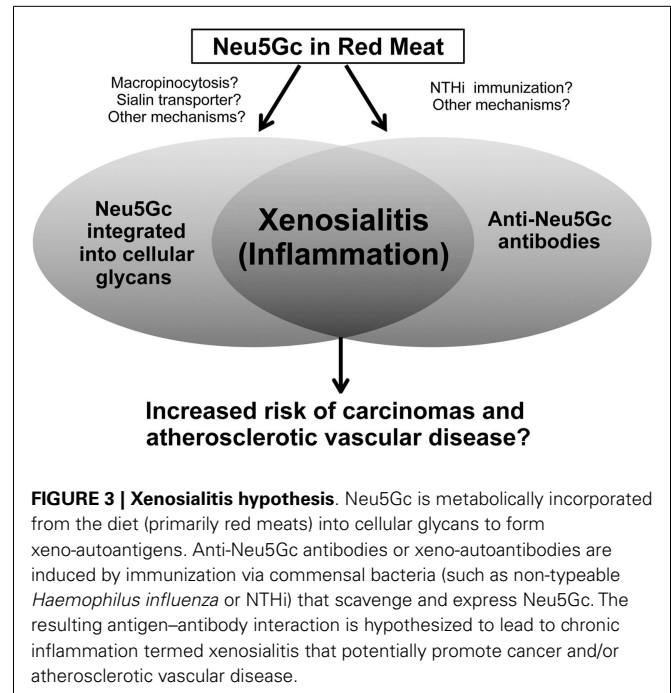 Neu5Gc in Red Meat
Macropinocytosis?
Sialin transporter?
Other mechanisms?
NTHi immunization?
Other mechanisms?
Neu5Gc
integrated
into cellular
glycans
Xenosialitis
(Inflammation)
Anti-Neu5Gc
antibodies
Increased risk of carcinomas and
atherosclerotic vascular disease?
FIGURE 3 | Xenosialitis hypothesis. Neu5Gc is metabolically incorporated
from the diet (primarily red meats) into cellular glycans to form
xeno-autoantigens. Anti-Neu5Gc antibodies or xeno-autoantibodies are
induced by immunization via commensal bacteria (such as non-typeable
Haemophilus influenza or NTHi) that scavenge and express Neu5Gc. The
resulting antigen–antibody interaction is hypothesized to lead to chronic
inflammation termed xenosialitis that potentially promote cancer and/or
atherosclerotic vascular disease.